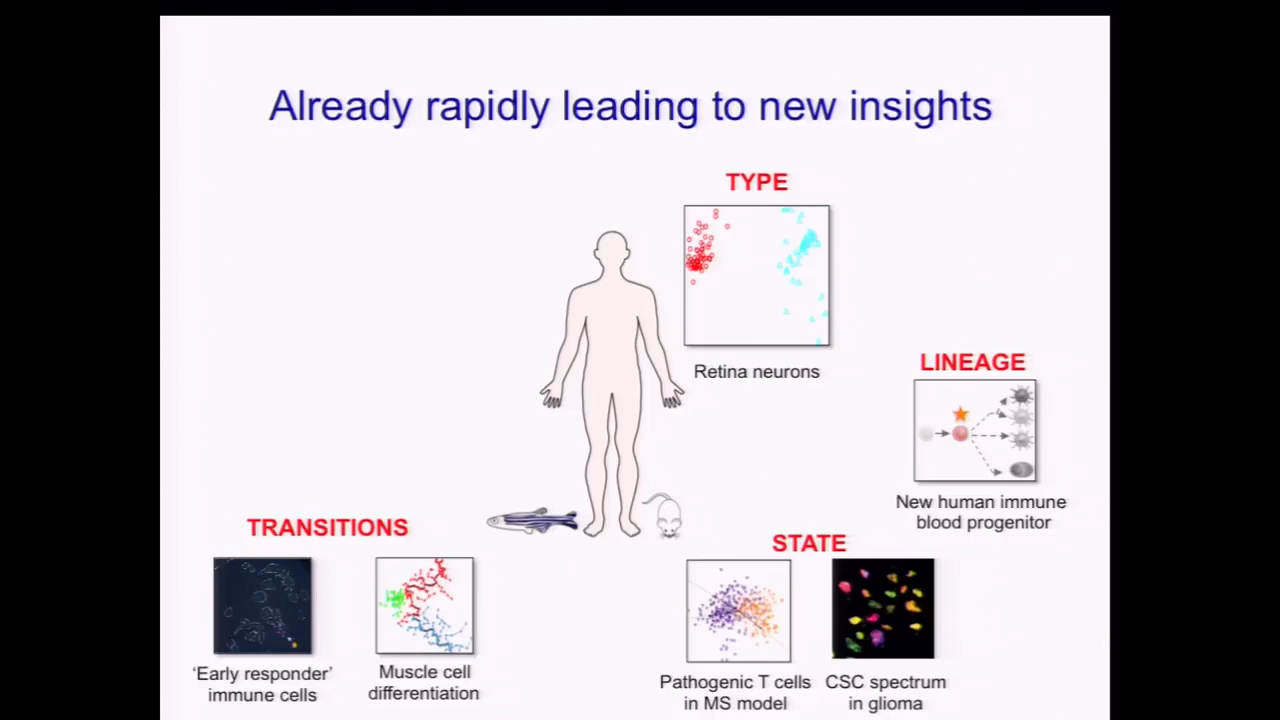 Already rapidly leading to new insights
TYPE
Retina neurons
LINEAGE
New human immune
blood progenitor
TRANSITIONS
'Early responder'
immune cells
Muscle cell
differentiation
STATE
Pathogenic T cells
in MS model
CSC spectrum
in glioma